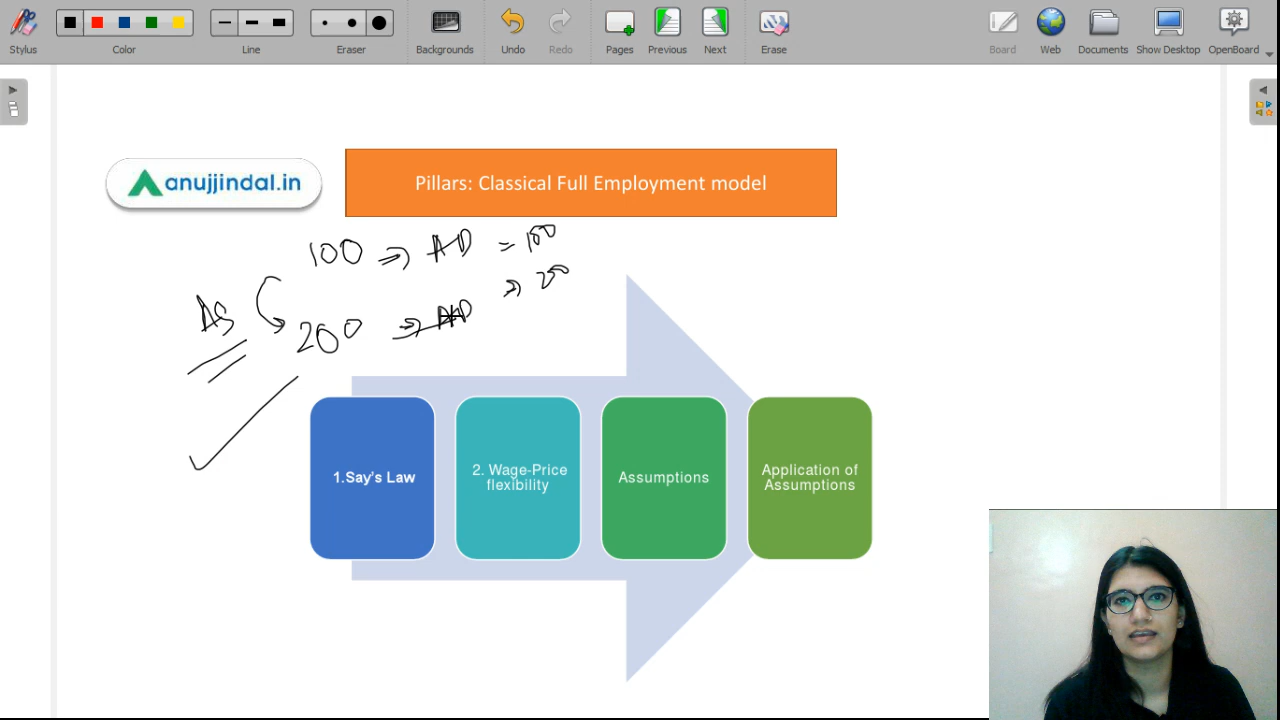 Stylus Color Line Eraser Backgrounds Undo Redo Pages Previous Next Erase Board Web Documents Show Desktop OpenBoard
anujjindal.in
Pillars: Classical Full Employment model
100 ⇒ AD = 100
AS
200 ⇒ AD ⇒ 200
1.Say's Law
2. Wage-Price
flexibility
Assumptions
Application of
Assumptions